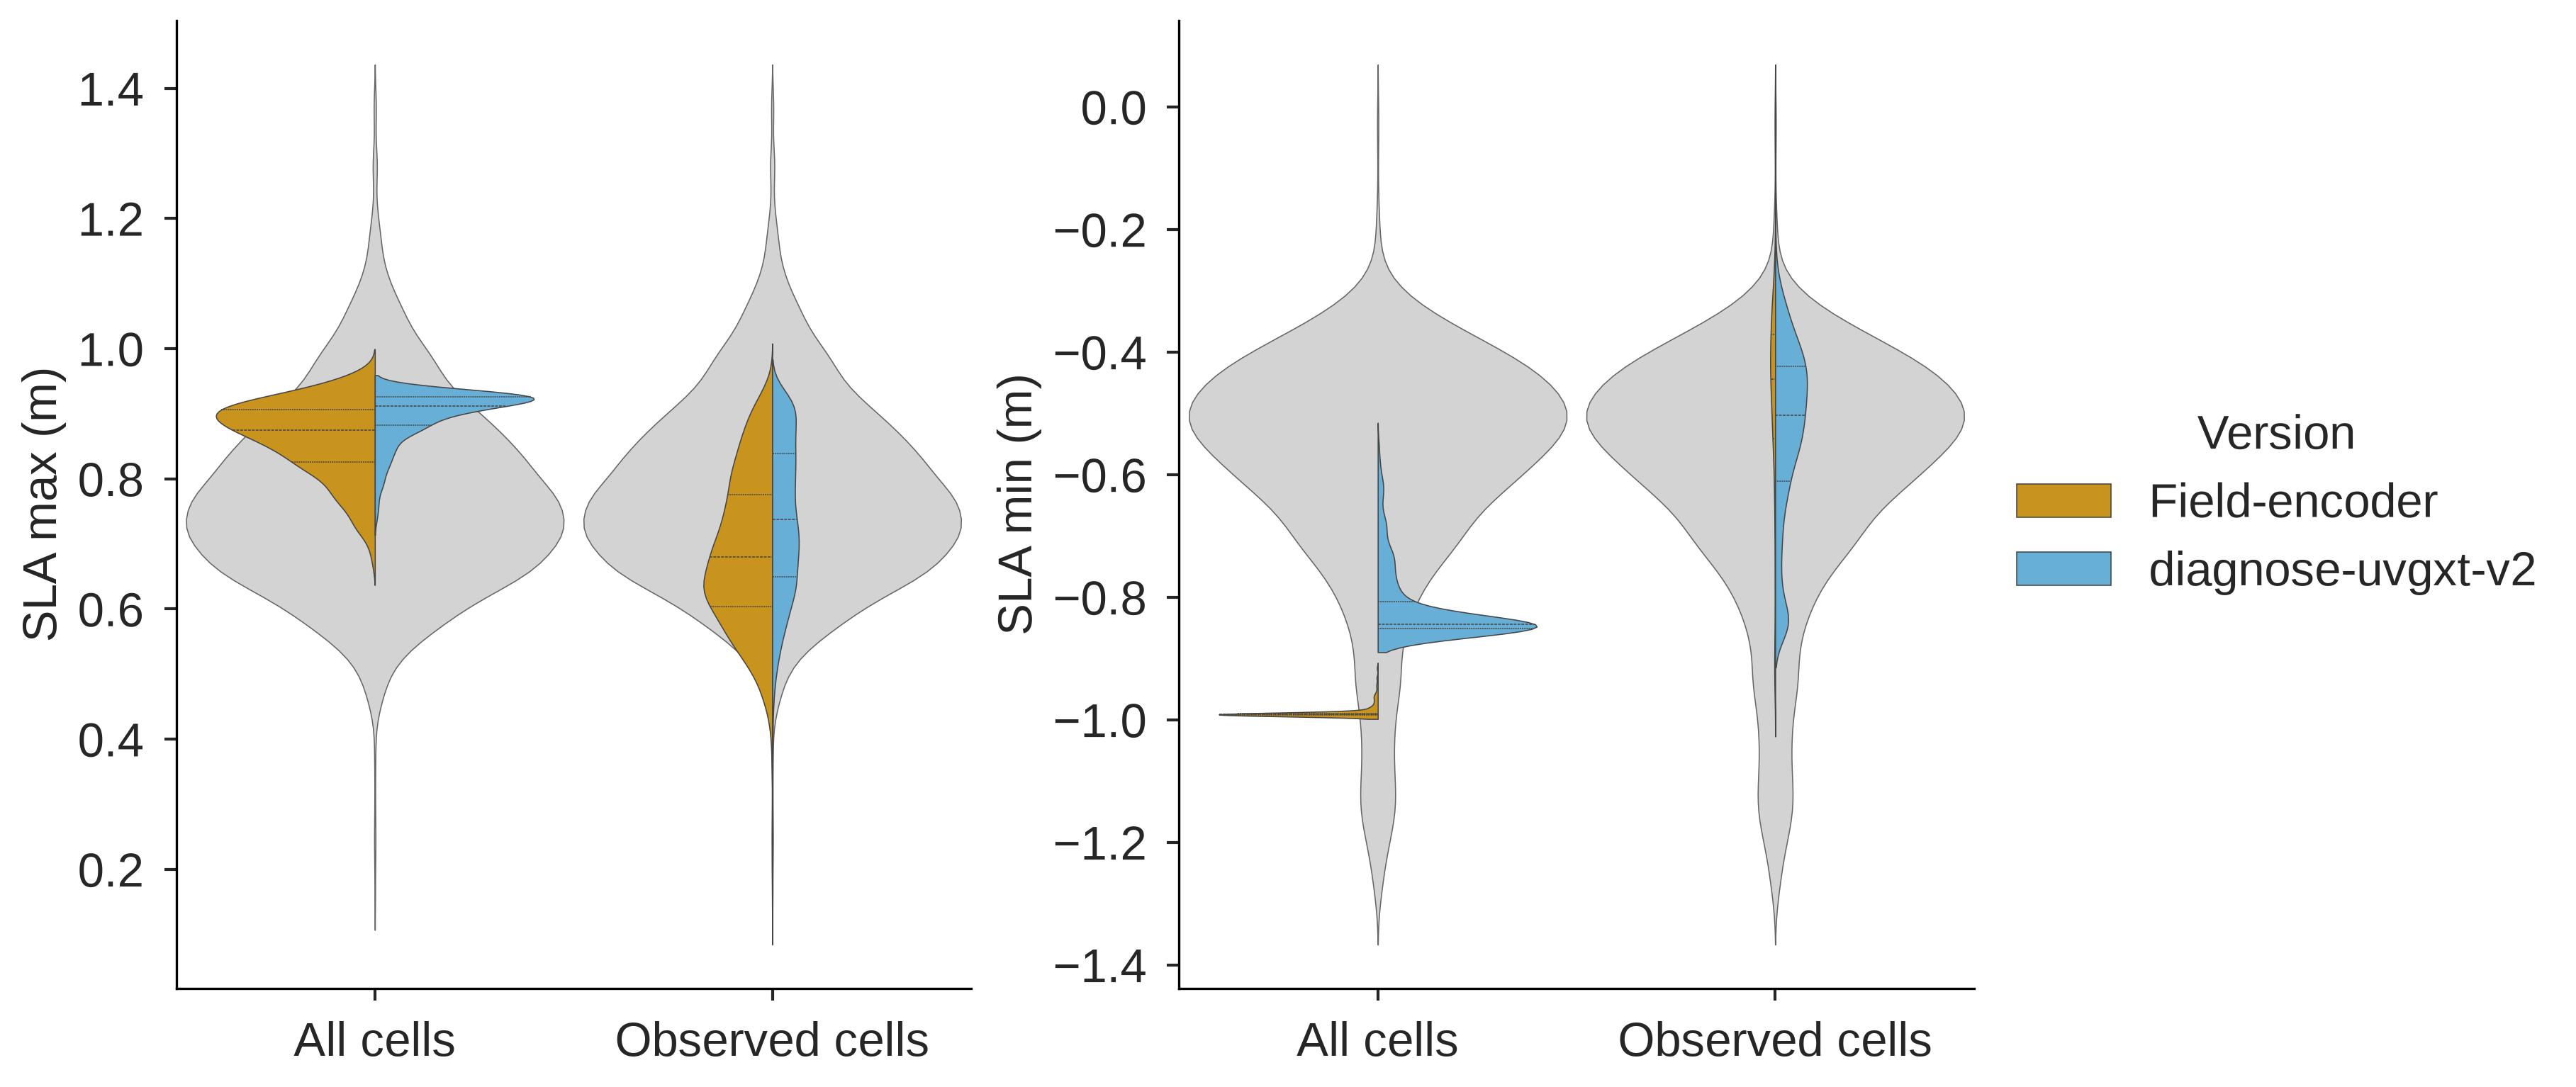 SLA max (m)
1.4
1.2
1.0
0.8
0.6
0.4
0.2
All cells
Observed cells
SLA min (m)
0.0
−0.2
−0.4
−0.6
−0.8
−1.0
−1.2
−1.4
All cells
Observed cells
Version
Field-encoder
diagnose-uvgxt-v2